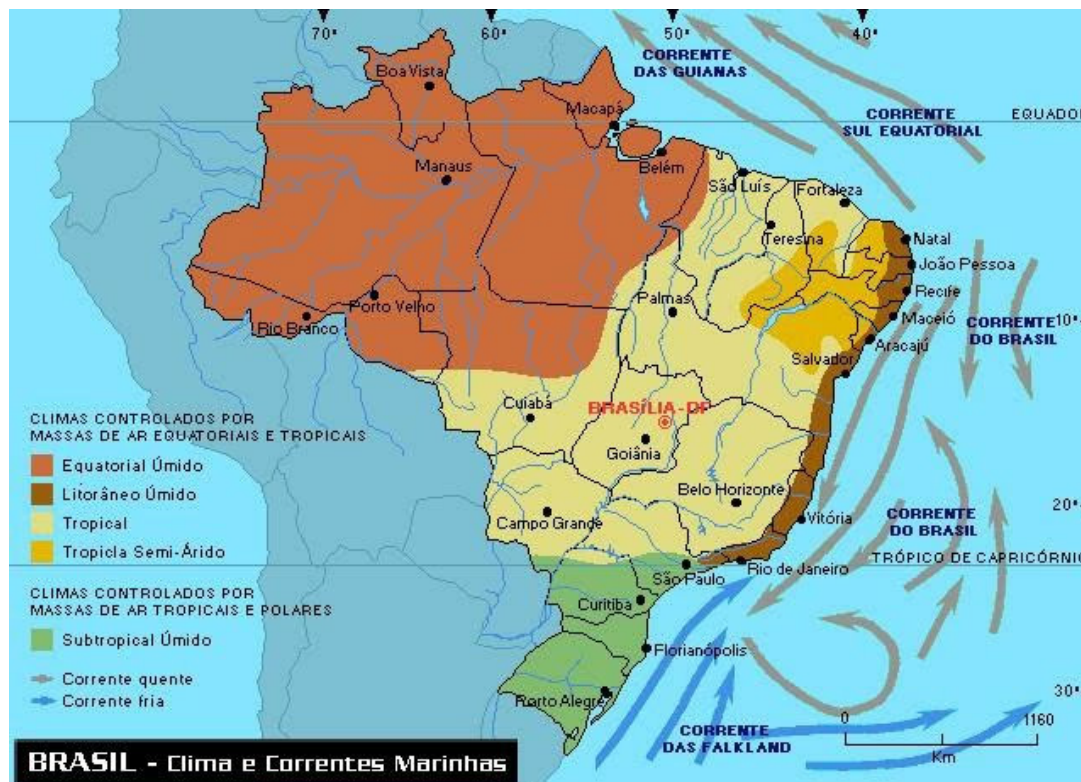 70°
60°
50°
40°
CORRENTE
DAS GUIANAS
Boa Vista
Macapá
CORRENTE
SUL EQUATORIAL
EQUADOR
Manaus
Belém
São Luís
Fortaleza
Teresina
Natal
João Pessoa
Recife
Porto Velho
Palmas
Rio Branco
Maceió
10°
CORRENTE
DO BRASIL
Aracajú
Salvador
Cuiabá
BRASÍLIA-DF
Goiânia
CLIMAS CONTROLADOS POR
MASSAS DE AR EQUATORIAIS E TROPICAIS
Equatorial Úmido
Litorâneo Úmido
Tropical
Tropicla Semi-Árido
Belo Horizonte
Campo Grande
Vitória
20°
CORRENTE
DO BRASIL
TRÓPICO DE CAPRICÓRNIO
São Paulo
Rio de Janeiro
CLIMAS CONTROLADOS POR
MASSAS DE AR TROPICAIS E POLARES
Subtropical Úmido
Corrente quente
Corrente fria
Curitiba
Florianópolis
Porto Alegre
30°
CORRENTE
DAS FALKLAND
0
1160
Km
BRASIL - Clima e Correntes Marinhas